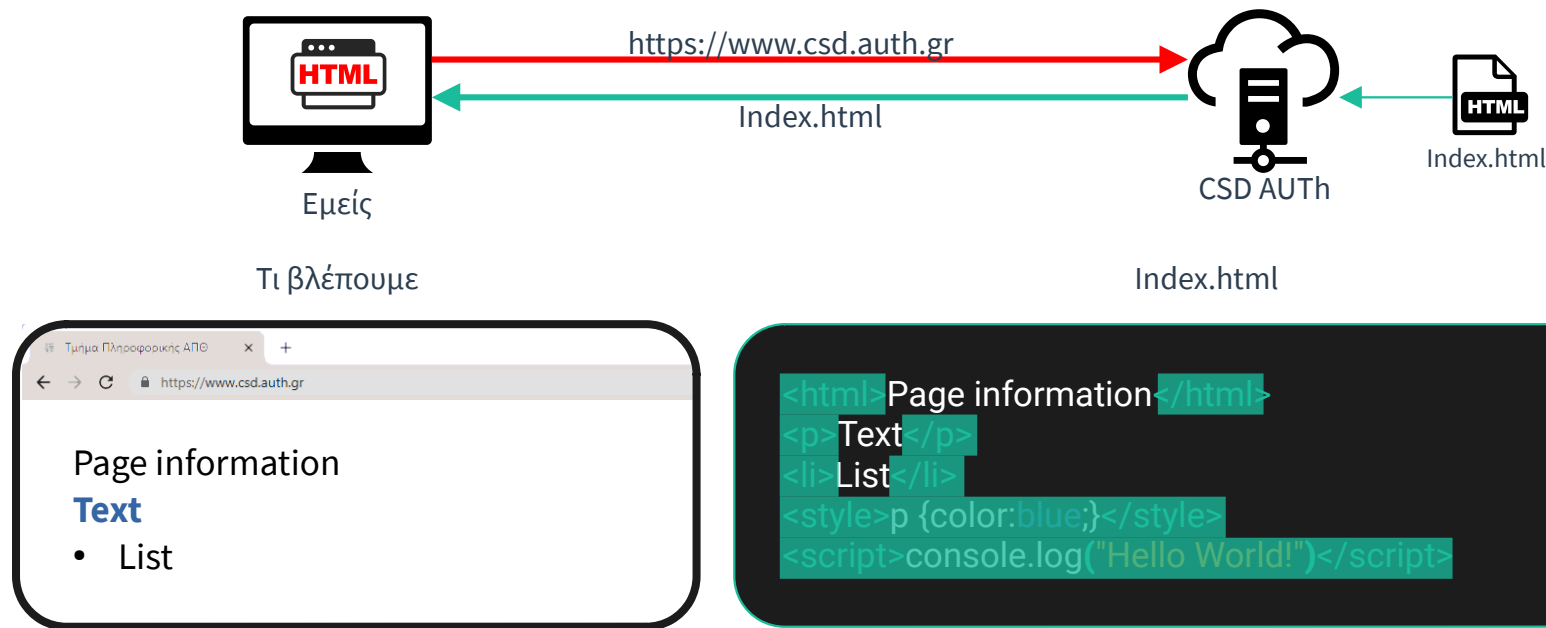 HTML
https://www.csd.auth.gr
Index.html
HTML
Index.html
Εμείς
CSD AUTh
Τι βλέπουμε
Index.html
Τμήμα Πληροφορικής ΑΠΘ
https://www.csd.auth.gr
Page information
Text
• List
<html>Page information</html>
<p>Text</p>
<li>List</li>
<style>p {color:blue;}</style>
<script>console.log("Hello World!")</script>